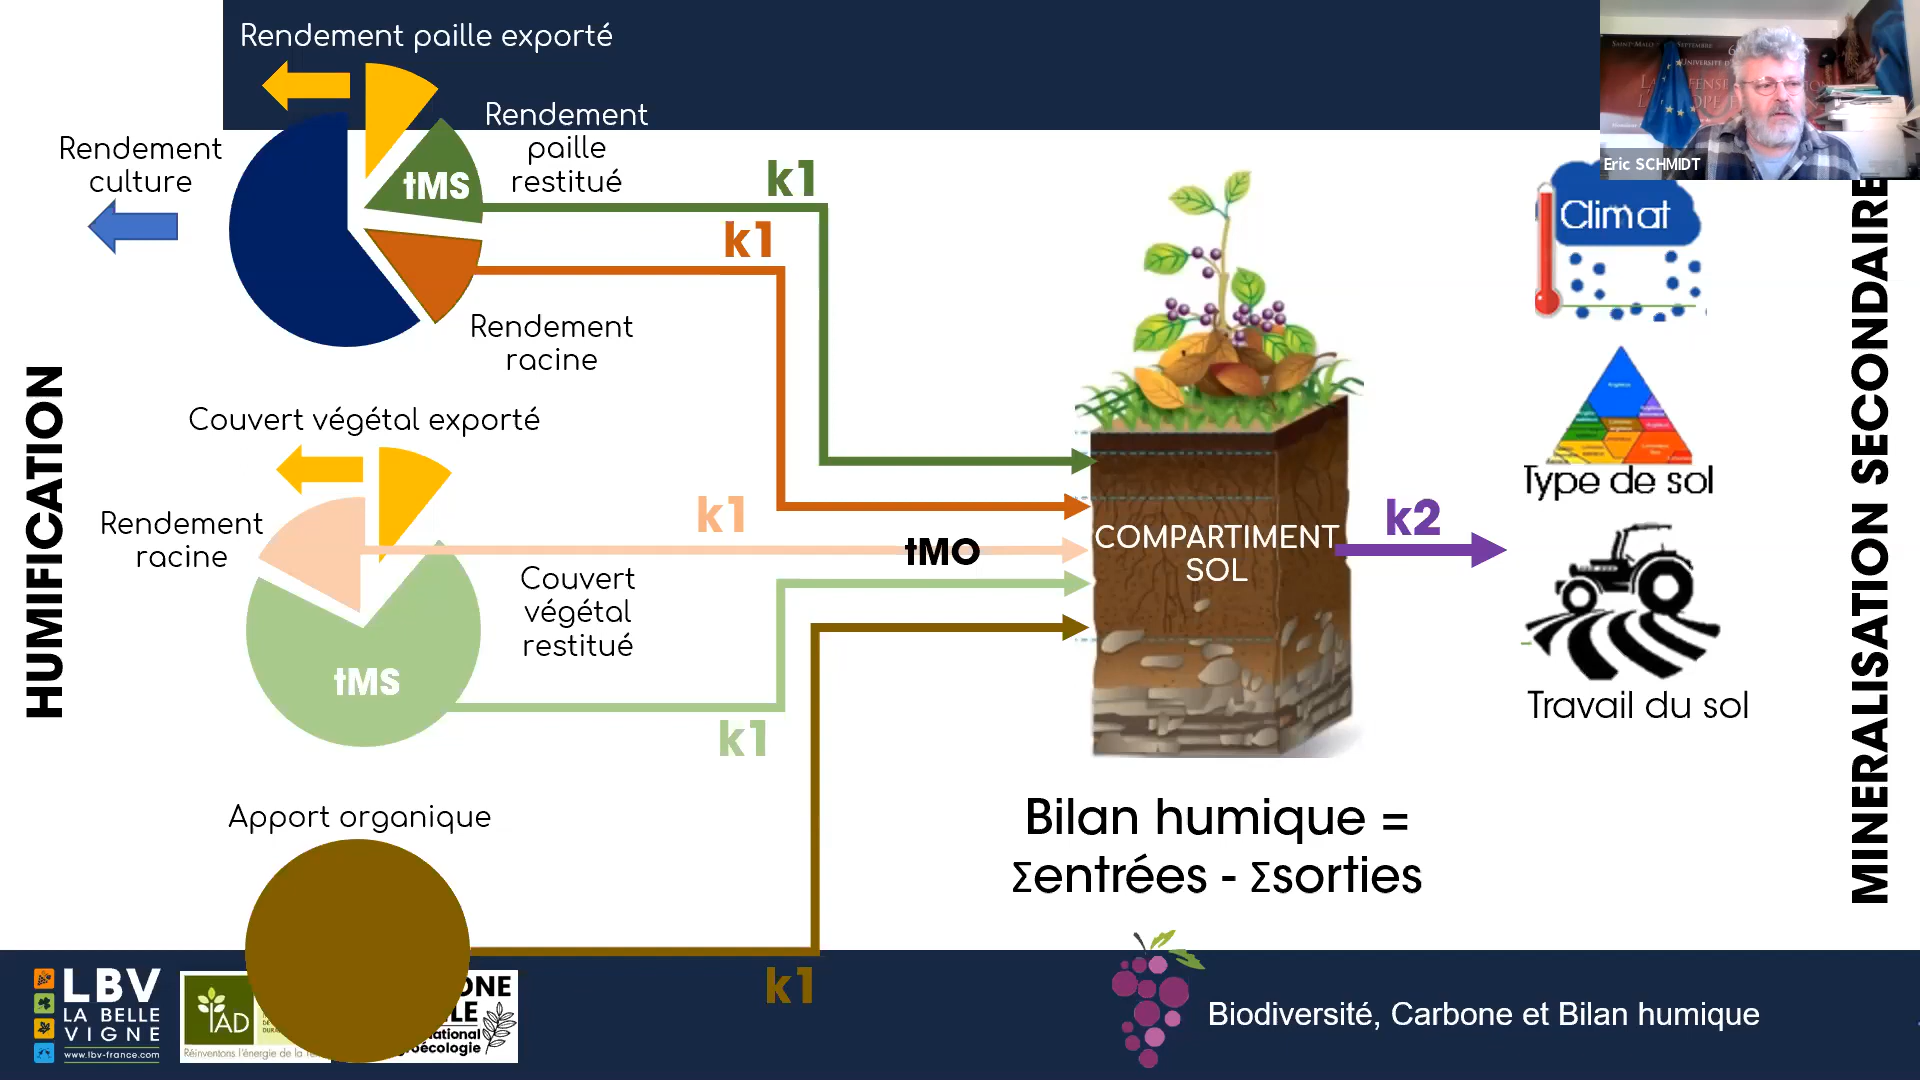 Rendement paille exporté
Rendement
paille
restitué
Rendement
culture
tMS
k1
k1
Rendement
racine
HUMIFICATION
Couvert végétal exporté
Rendement
racine
k1
tMO
Couvert
végétal
restitué
tMS
k1
Apport organique
k1
COMPARTIMENT
SOL
k2
Bilan humique =
Σentrées - Σsorties
Eric SCHMIDT
Climat
Type de sol
Travail du sol
MINERALISATION SECONDAIRE
LBV
LA BELLE
VIGNE
www.lbv-france.com
IAD
Réinventons l'énergie de la
Biodiversité, Carbone et Bilan humique